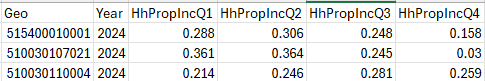 Geo Year HhPropIncQ1 HhPropIncQ2 HhPropIncQ3 HhPropIncQ4
515400010001 2024 0.288 0.306 0.248 0.158
510030107021 2024 0.361 0.364 0.245 0.03
510030110004 2024 0.214 0.246 0.281 0.259